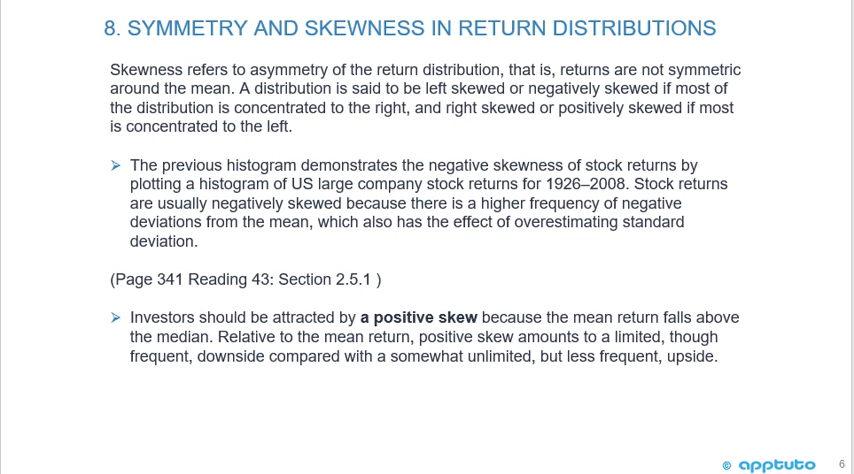 8. SYMMETRY AND SKEWNESS IN RETURN DISTRIBUTIONS
Skewness refers to asymmetry of the return distribution, that is, returns are not symmetric
around the mean. A distribution is said to be left skewed or negatively skewed if most of
the distribution is concentrated to the right, and right skewed or positively skewed if most
is concentrated to the left.
➢ The previous histogram demonstrates the negative skewness of stock returns by
plotting a histogram of US large company stock returns for 1926–2008. Stock returns
are usually negatively skewed because there is a higher frequency of negative
deviations from the mean, which also has the effect of overestimating standard
deviation.
(Page 341 Reading 43: Section 2.5.1 )
➢ Investors should be attracted by a positive skew because the mean return falls above
the median. Relative to the mean return, positive skew amounts to a limited, though
frequent, downside compared with a somewhat unlimited, but less frequent, upside.
© apptuto 6